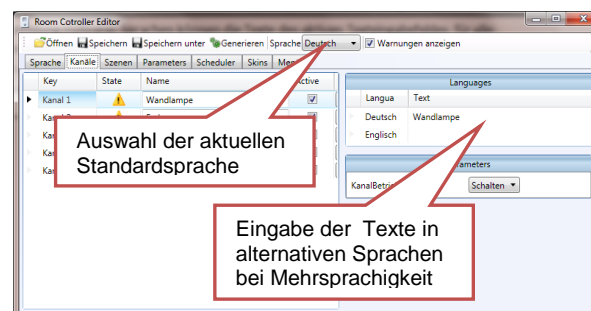 Room Cotroller Editor
Öffnen Speichern Speichern unter Generieren Sprache Deutsch Warnungen anzeigen
Sprache Kanäle Szenen Parameters Scheduler Skins
Key State Name Active
Kanal 1 Wandlampe
Languages
Langua Text
Deutsch Wandlampe
Englisch
KanalBetri Schalten
Auswahl der aktuellen
Standardsprache
Eingabe der Texte in
alternativen Sprachen
bei Mehrsprachigkeit